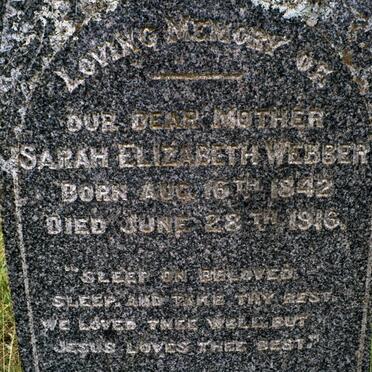 LOVING MEMORY OF
OUR DEAR MOTHER
SARAH ELIZABETH WEBBER
BORN AUG. 16TH 1842
DIED JUNE 28TH 1916.
"SLEEP ON BELOVED,
SLEEP, AND TAKE THY REST,
WE LOVED THEE WELL, BUT
JESUS LOVES THEE BEST."